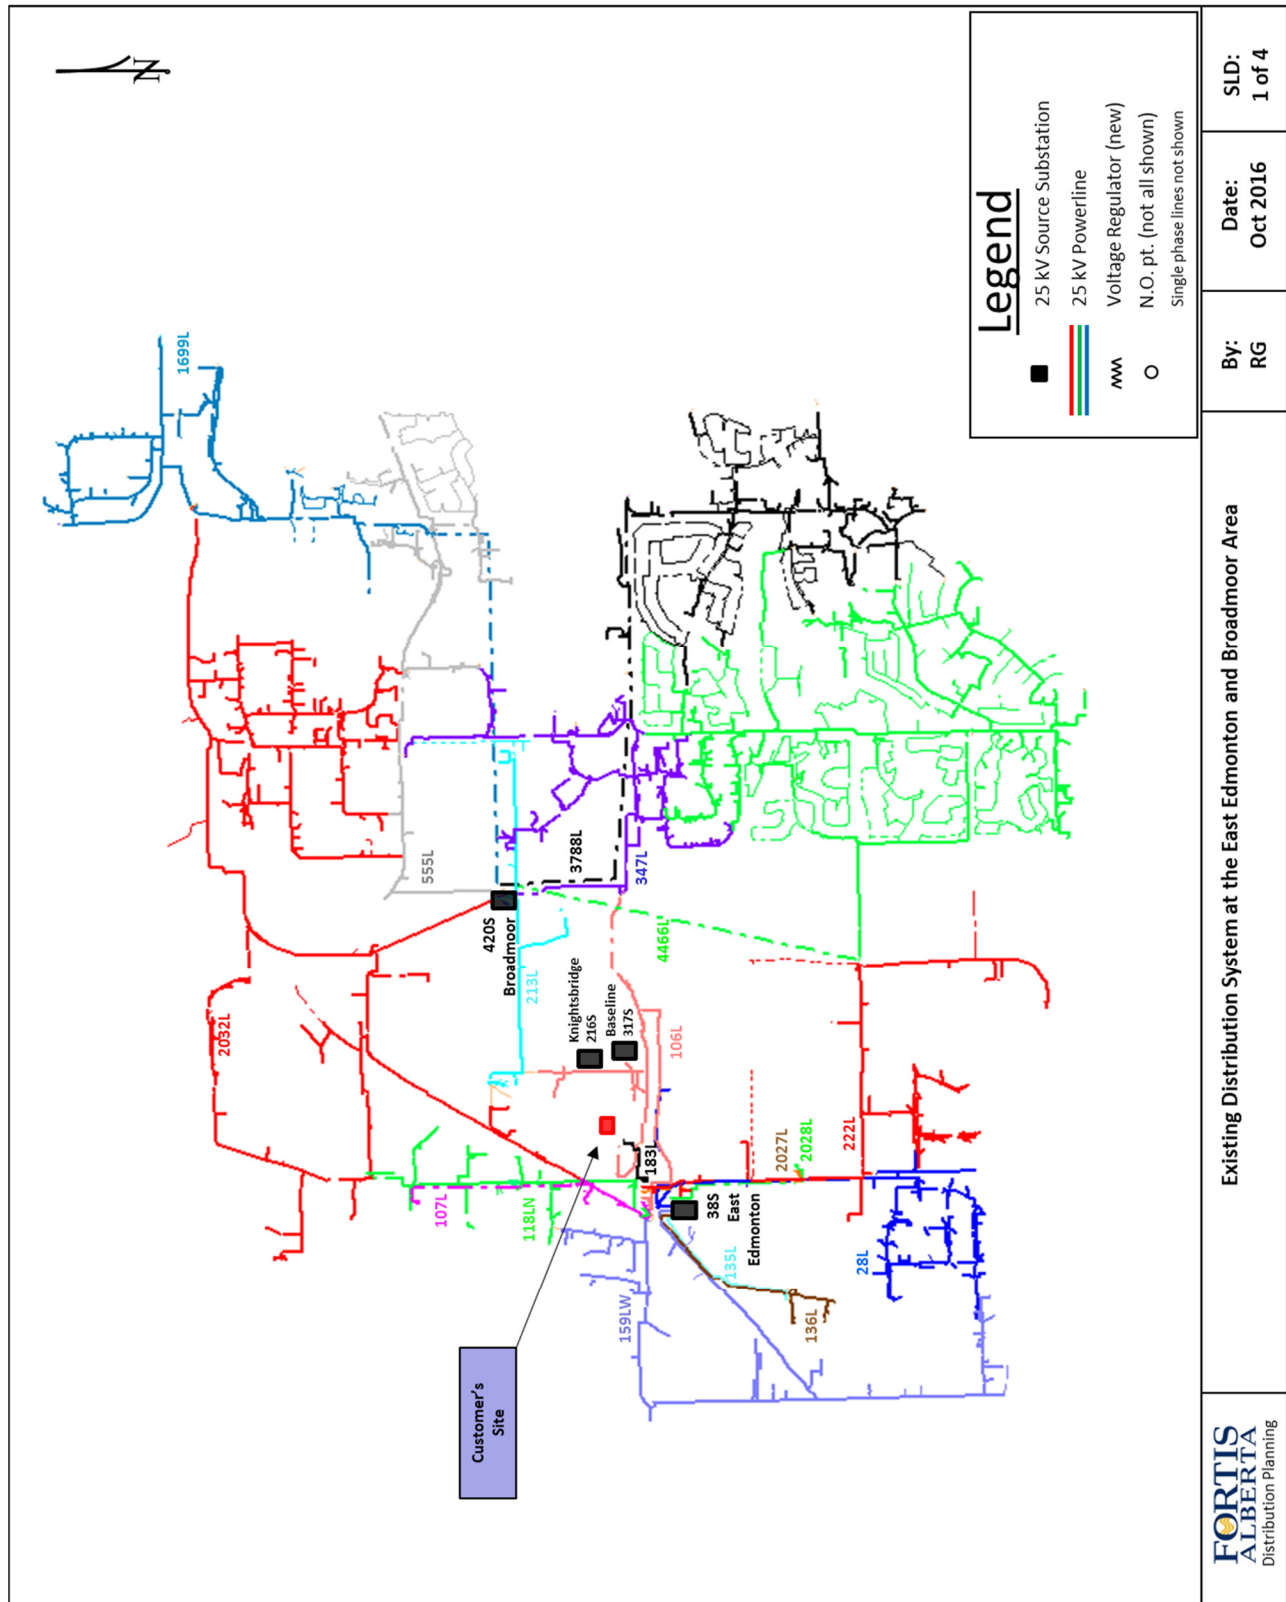 N
1699L
2032L
555L
420S
Broadmoor
3788L
347L
213L
4466L
Knightsbridge
216S
Baseline
317S
106L
107L
118LN
183L
2027L
2028L
222L
38S
East
Edmonton
135L
28L
159LW
136L
Customer's
Site
Legend
25 kV Source Substation
25 kV Powerline
Voltage Regulator (new)
N.O. pt. (not all shown)
Single phase lines not shown
FORTIS
ALBERTA
Distribution Planning
Existing Distribution System at the East Edmonton and Broadmoor Area
By:
RG
Date:
Oct 2016
SLD:
1 of 4